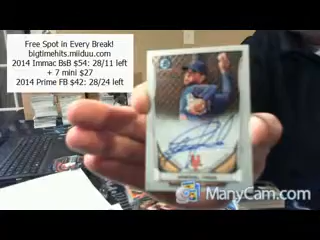 Free Spot in Every Break!
bigtimehits.miiduu.com
2014 Immac BsB $54: 28/11 left
+ 7 mini $27
2014 Prime FB $42: 28/24 left
ManyCam.com